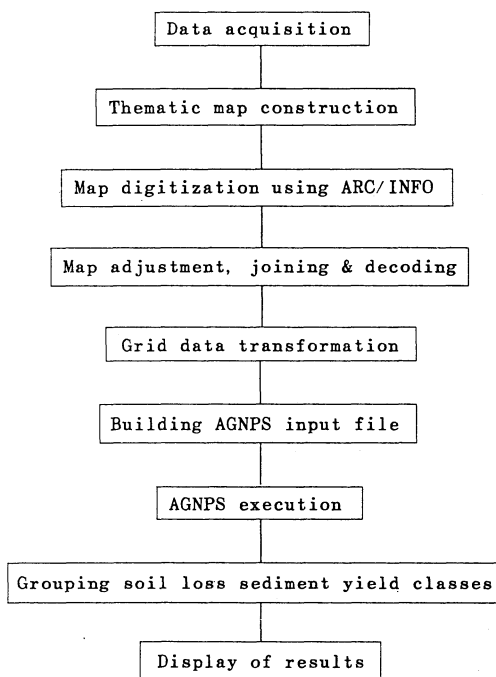 Data acquisition
Thematic map construction
Map digitization using ARC/INFO
Map adjustment, joining & decoding
Grid data transformation
Building AGNPS input file
AGNPS execution
Grouping soil loss sediment yield classes
Display of results